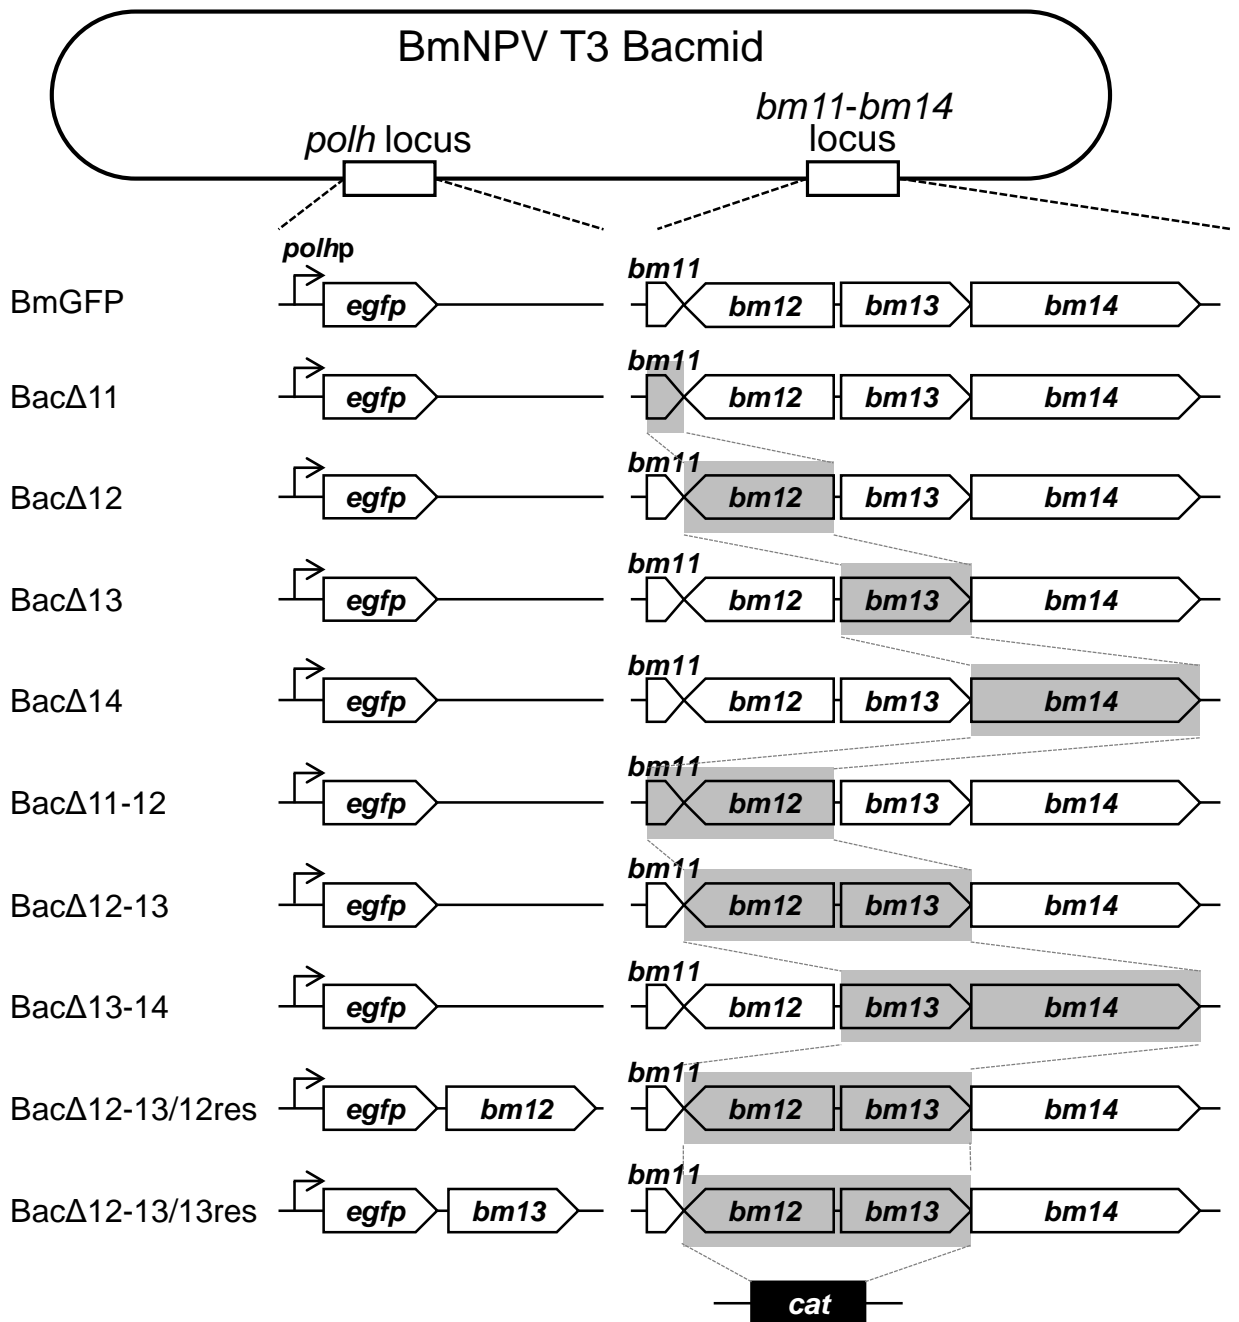 BmNPV T3 Bacmid
polh locus
bm11-bm14
locus
polhp
BmGFP egfp bm11 bm12 bm13 bm14
BacΔ11 egfp bm11 bm12 bm13 bm14
BacΔ12 egfp bm11 bm12 bm13 bm14
BacΔ13 egfp bm11 bm12 bm13 bm14
BacΔ14 egfp bm11 bm12 bm13 bm14
BacΔ11-12 egfp bm11 bm12 bm13 bm14
BacΔ12-13 egfp bm11 bm12 bm13 bm14
BacΔ13-14 egfp bm11 bm12 bm13 bm14
BacΔ12-13/12res egfp bm12 bm11 bm12 bm13 bm14
BacΔ12-13/13res egfp bm13 bm11 bm12 bm13 bm14
cat